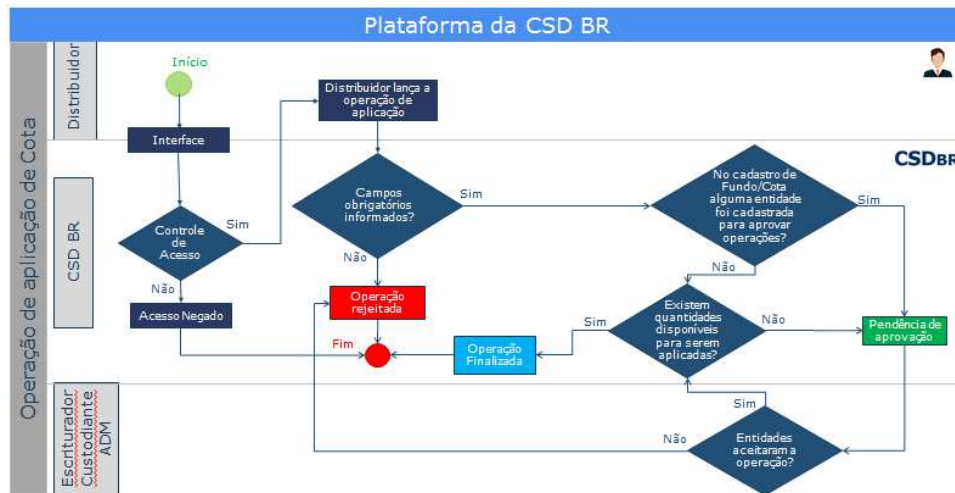 Plataforma da CSD BR
Operação de aplicação de Cota
Distribuidor
Início
Interface
Distribuidor lança a
operação de
aplicação
CSD BR
CSDBR
Controle
de
Acesso
Sim
Não
Acesso Negado
Campos
obrigatórios
informados?
Sim
Não
No cadastro de
Fundo/Cota
alguma entidade
foi cadastrada
para aprovar
operações?
Sim
Não
Operação
rejeitada
Fim
Operação
Finalizada
Sim
Existem
quantidades
disponíveis
para serem
aplicadas?
Não
Pendência de
aprovação
Escriturador
Custodiante
ADM
Sim
Não
Entidades
aceitaram a
operação?